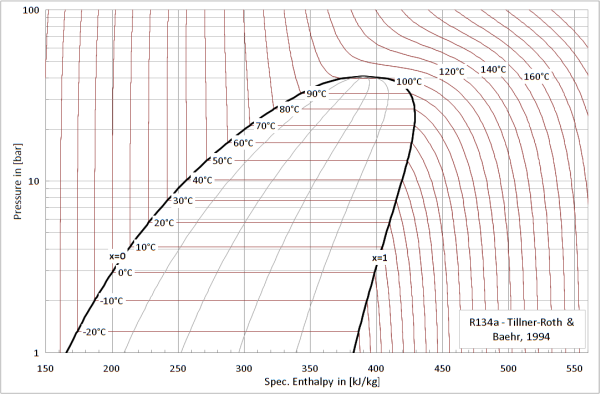 100
10
1
Pressure in [bar]
100°C
120°C
140°C
160°C
90°C
80°C
70°C
60°C
50°C
40°C
30°C
20°C
10°C
x=0
x=1
0°C
-10°C
-20°C
R134a - Tillner-Roth &
Baehr, 1994
150 200 250 300 350 400 450 500 550
Spec. Enthalpy in [kJ/kg]